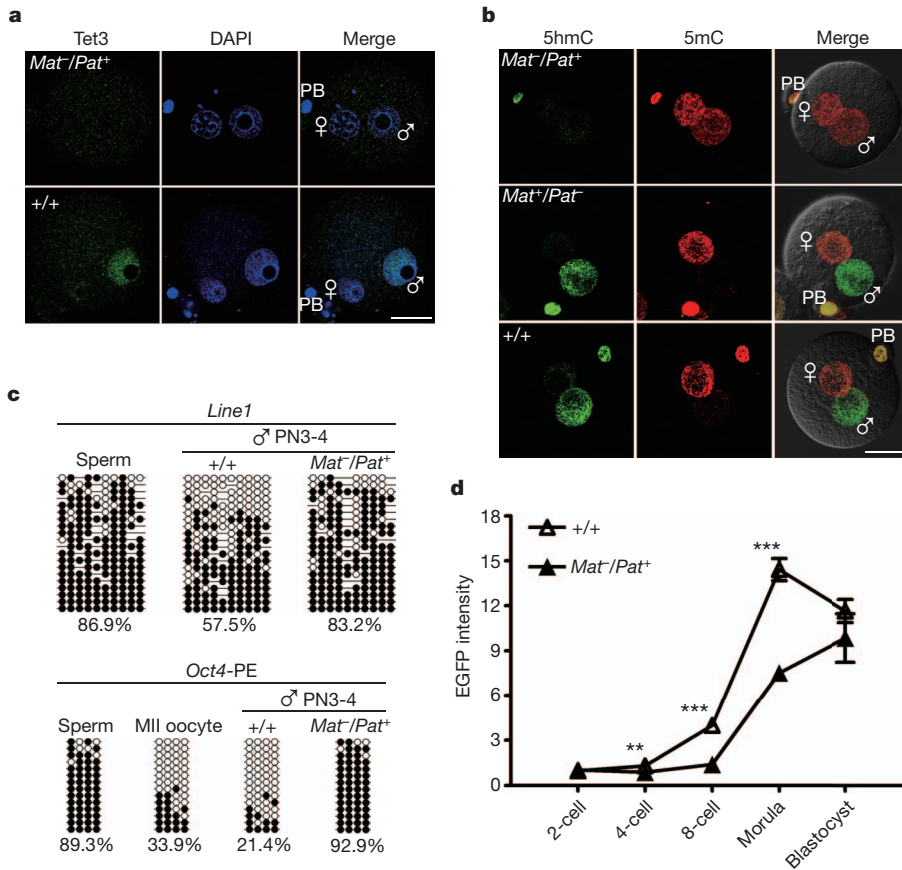 a
Tet3 DAPI Merge
Mat⁻/Pat⁺
PB
♀
♂
+/+
♀
PB
♂
b
5hmC 5mC Merge
Mat⁻/Pat⁺
PB
♀
♂
Mat⁺/Pat⁻
♀
♂
PB
+/+
PB
♀
♂
c
Line1
♂ PN3-4
Sperm +/+ Mat⁻/Pat⁺
86.9% 57.5% 83.2%
Oct4-PE
♂ PN3-4
Sperm MII oocyte +/+ Mat⁻/Pat⁺
89.3% 33.9% 21.4% 92.9%
d
18
15
12
9
6
3
0
EGFP intensity
+/+
Mat⁻/Pat⁺
**
***
***
2-cell
4-cell
8-cell
Morula
Blastocyst